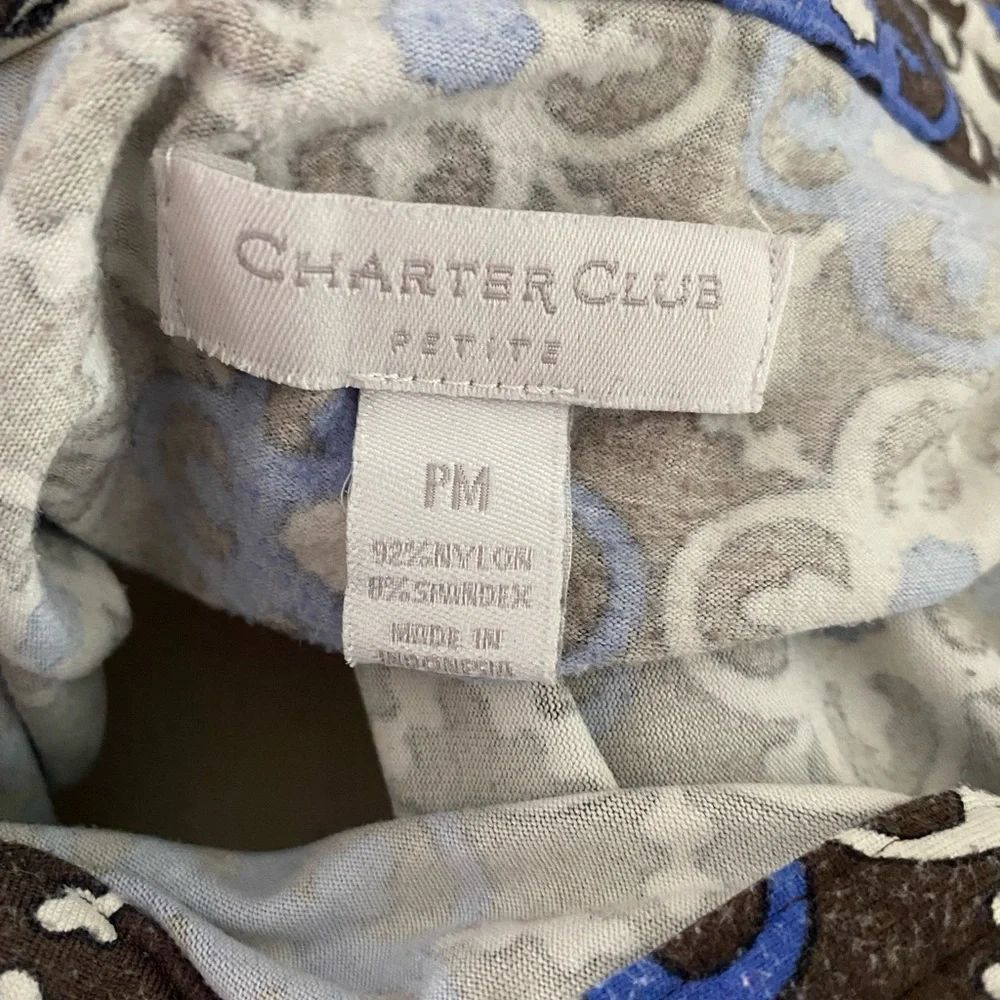 CHARTER CLUB
PETITE
PM
92% NYLON
8% SPANDEX
MADE IN
INDONESIA